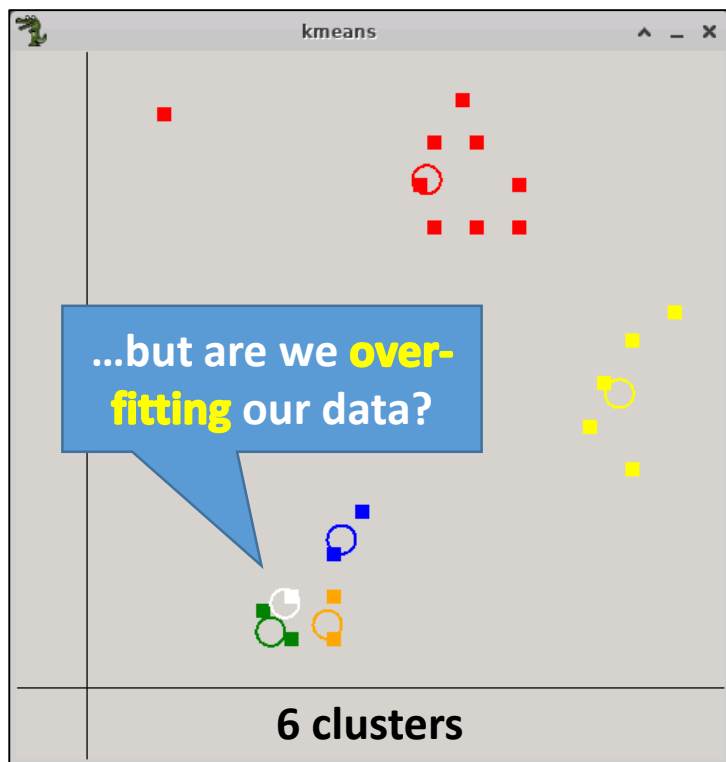 kmeans
...but are we over-
fitting our data?
6 clusters